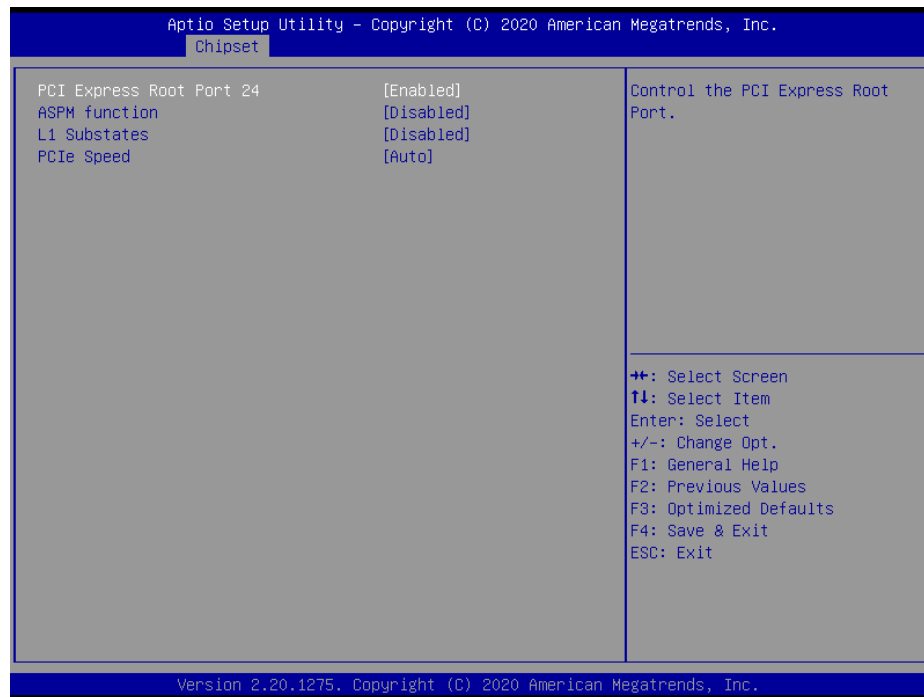 Aptio Setup Utility – Copyright (C) 2020 American Megatrends, Inc.
Chipset
PCI Express Root Port 24 [Enabled]
ASPM function [Disabled]
L1 Substates [Disabled]
PCIe Speed [Auto]
Control the PCI Express Root
Port.
→←: Select Screen
↑↓: Select Item
Enter: Select
+/-: Change Opt.
F1: General Help
F2: Previous Values
F3: Optimized Defaults
F4: Save & Exit
ESC: Exit
Version 2.20.1275. Copyright (C) 2020 American Megatrends, Inc.